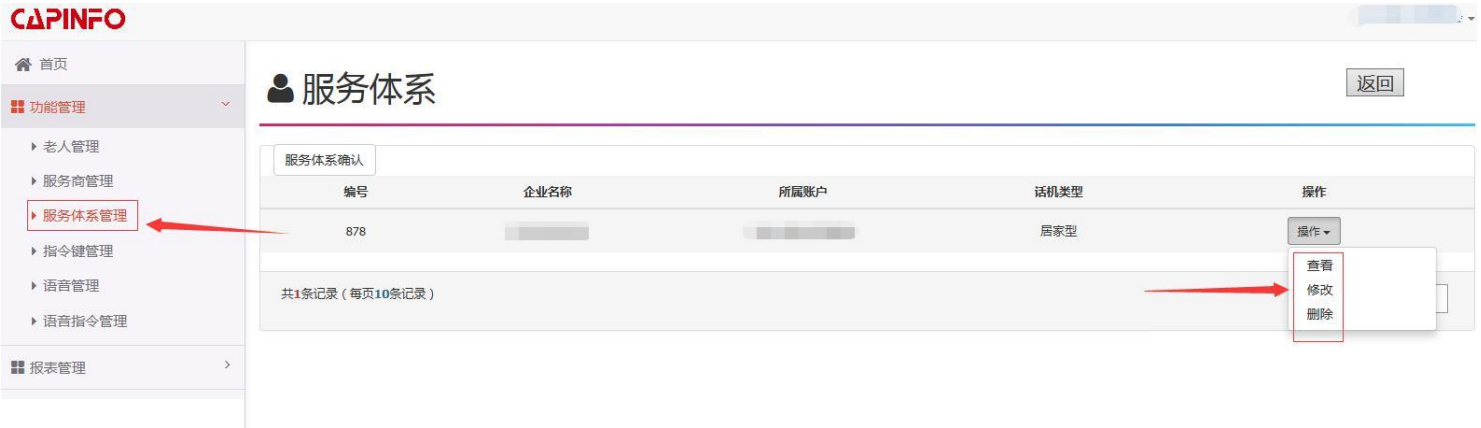 CAPINFO
首页
功能管理
老人管理
服务商管理
服务体系管理
指令键管理
语音管理
语音指令管理
报表管理
服务体系
返回
服务体系确认
编号 企业名称 所属账户 话机类型 操作
878 居家型 操作
查看
修改
删除
共1条记录（每页10条记录）